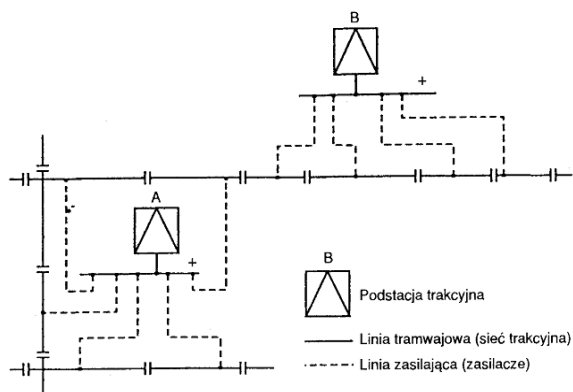 B
+
A
+
B
Podstacja trakcyjna
Linia tramwajowa (sieć trakcyjna)
Linia zasilająca (zasilacze)